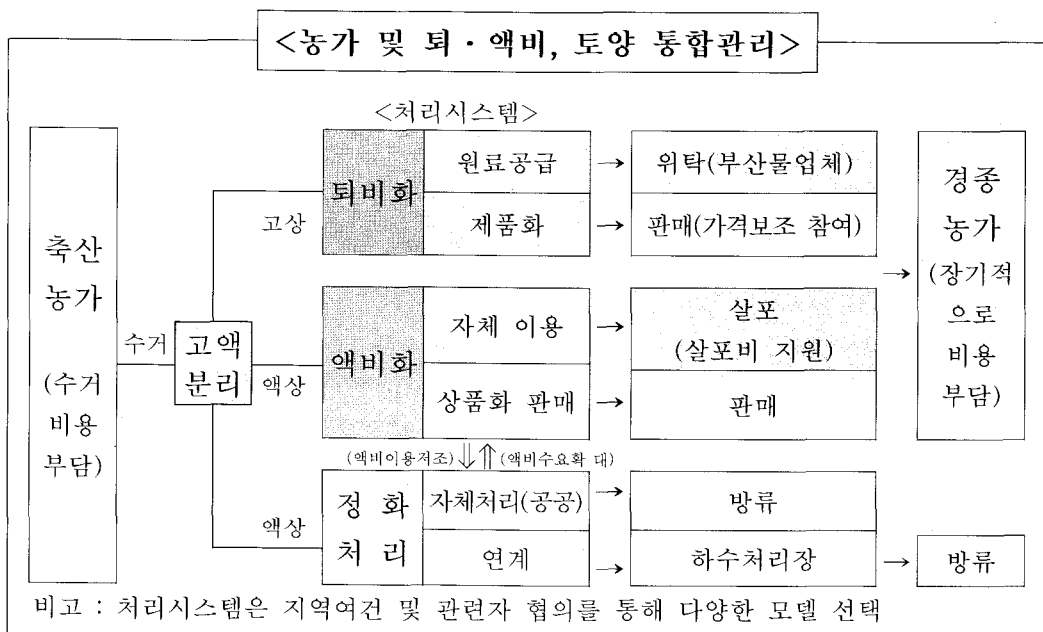 <농가 및 퇴·액비, 토양 통합관리>
<처리시스템>
축산
농가
(수거
비용
부담)
수거
고액
분리
고상
액상
액상
퇴비화
원료공급
→
위탁(부산물업체)
제품화
→
판매(가격보조 참여)
액비화
자체 이용
→
살포
(살포비 지원)
상품화 판매
→
판매
(액비이용저조) ⇓ ⇑ (액비수요확 대)
정 화
처 리
자체처리(공공)
→
방류
연계
→
하수처리장
→
방류
→
경종
농가
(장기적
으로
비용
부담)
비고 : 처리시스템은 지역여건 및 관련자 협의를 통해 다양한 모델 선택